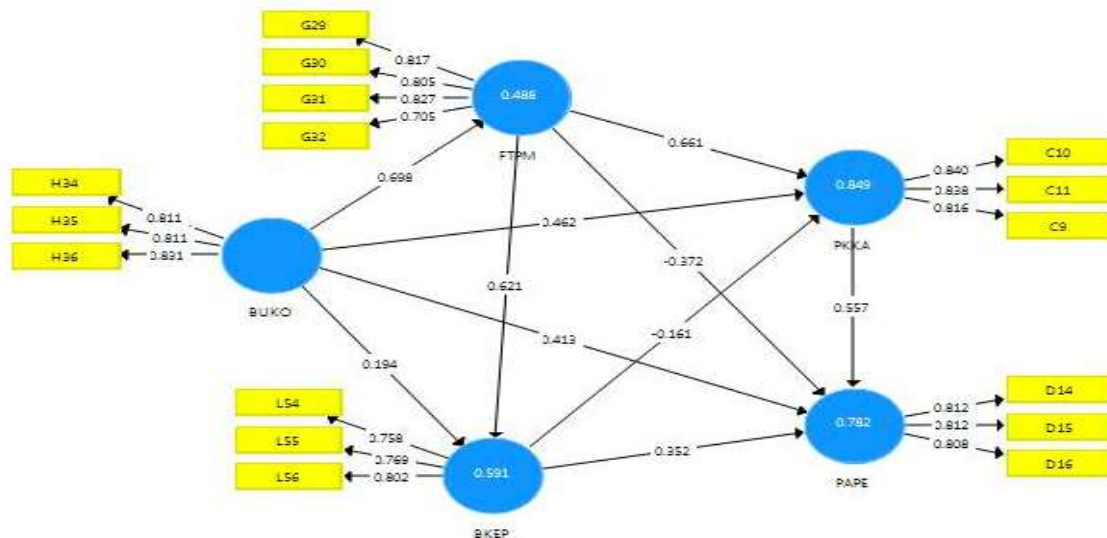 G29
0.817
G30
0.805
G31
0.827
G32
0.705
0.486
FTPM
0.661
C10
0.840
0.849
0.838
C11
0.816
C9
PKKA
H34
0.811
H35
0.811
H36
0.831
BUKO
0.698
0.462
-0.372
0.621
0.557
-0.161
0.413
0.194
L54
0.758
L55
0.769
L56
0.802
0.591
BKEP
0.352
0.782
PAPE
0.812
D14
0.812
D15
0.808
D16